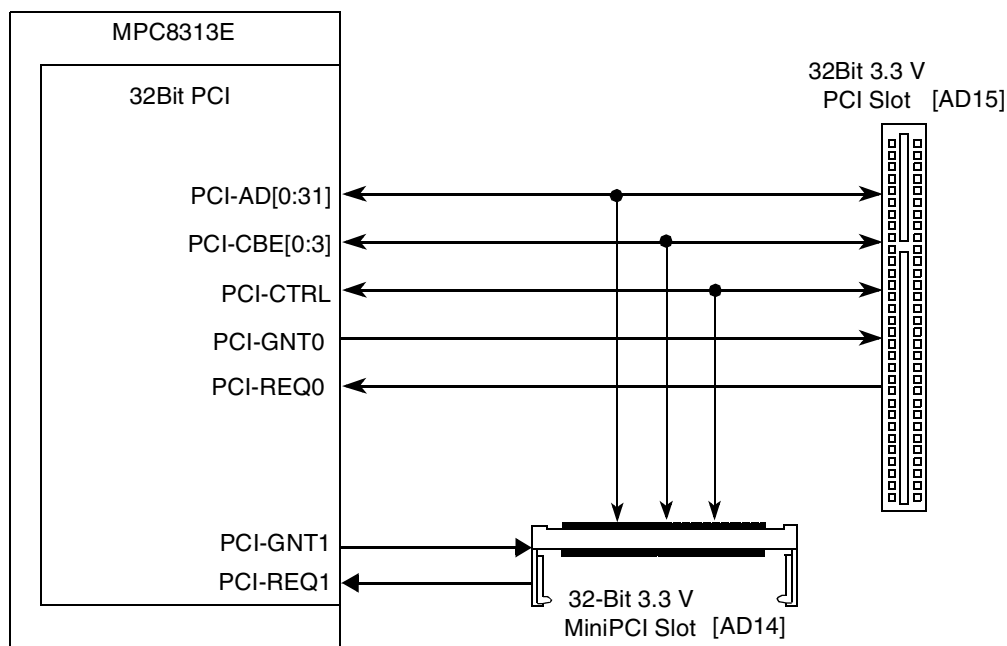 MPC8313E
32Bit PCI
32Bit 3.3 V
PCI Slot [AD15]
PCI-AD[0:31]
PCI-CBE[0:3]
PCI-CTRL
PCI-GNT0
PCI-REQ0
PCI-GNT1
PCI-REQ1
32-Bit 3.3 V
MiniPCI Slot [AD14]